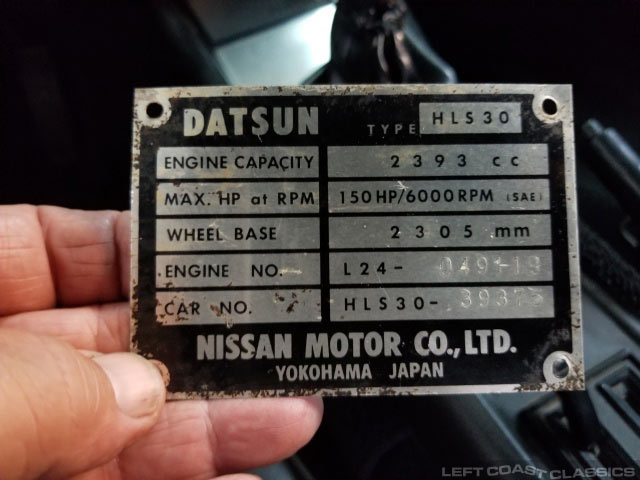 DATSUN TYPE HLS30
ENGINE CAPACITY 2393 cc
MAX. HP at RPM 150HP/6000RPM (SAE)
WHEEL BASE 2305 mm
ENGINE NO. L24-
CAR NO. HLS30-
NISSAN MOTOR CO., LTD.
YOKOHAMA JAPAN
LEFT COAST CLASSICS